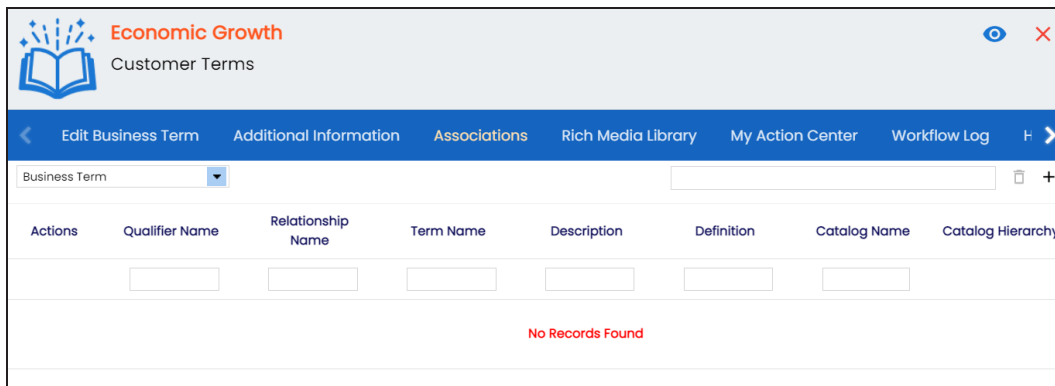 Economic Growth
Customer Terms
Edit Business Term Additional Information Associations Rich Media Library My Action Center Workflow Log H
Business Term
Actions Qualifier Name Relationship Name Term Name Description Definition Catalog Name Catalog Hierarchy
No Records Found